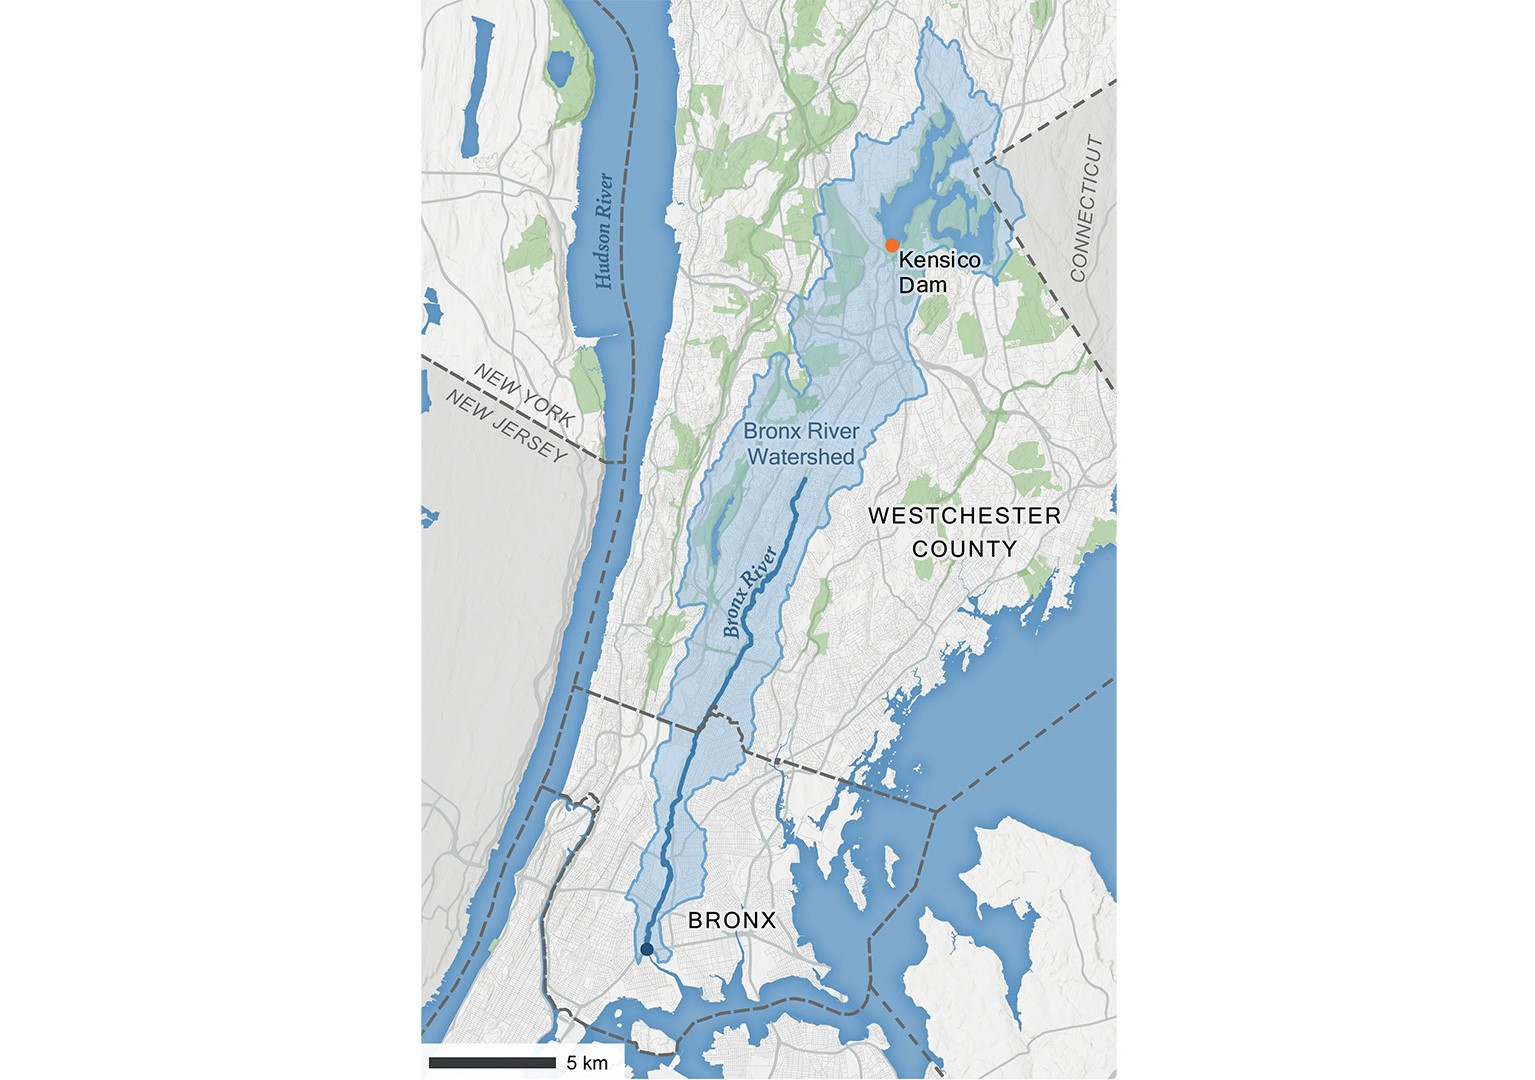 Hudson River
CONNECTICUT
Kensico
Dam
NEW YORK
NEW JERSEY
Bronx River
Watershed
WESTCHESTER
COUNTY
Bronx River
BRONX
5 km